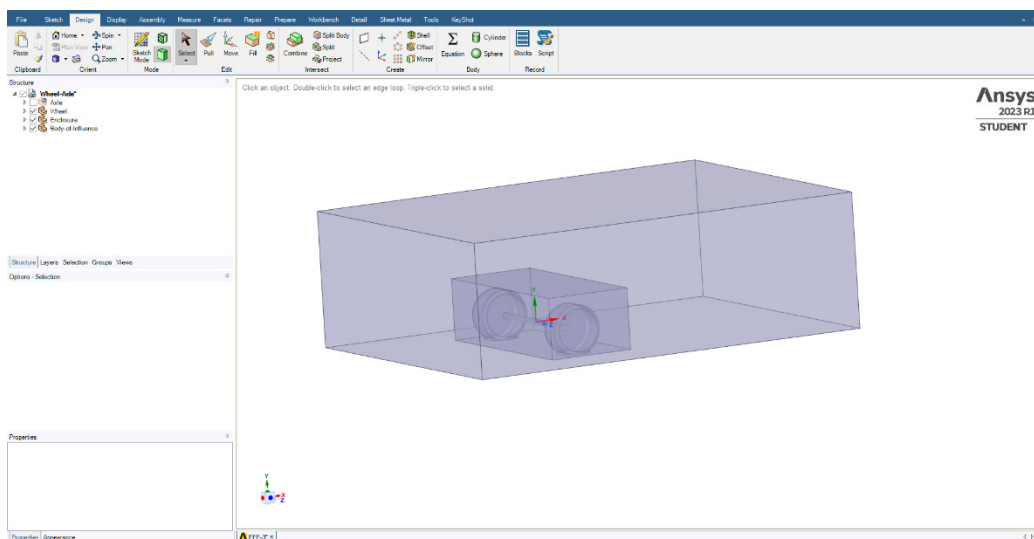 File Sketch Design Display Assembly Measure Facets Repair Prepare Workbench Detail Sheet Metal Tools KeyShot
Home Spin Split Body Shell Cylinder
Plan View Pan Split Offset Sphere
Paste Zoom Sketch Mode Select Pull Move Fill Combine Project Mirror Equation Blocks Script
Clipboard Orient Mode Edit Intersect Create Body Record
Structure
Wheel-Axle*
Axle
Wheel
Enclosure
Body-of-Influence
Click an object. Double-click to select an edge loop. Triple-click to select a solid.
Ansys
2023 R1
STUDENT
Y
X
Z
Structure Layers Selection Groups Views
Options - Selection
Properties
Y
X
Z
Properties Appearance